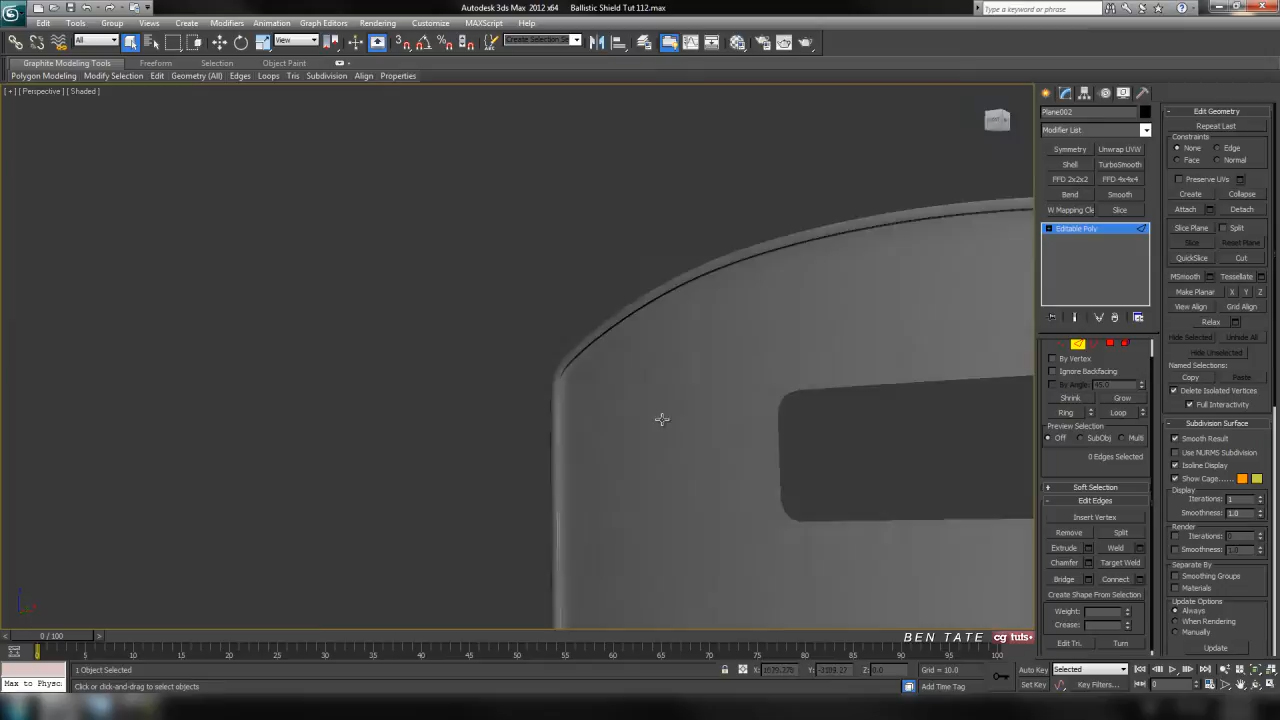 Autodesk 3ds Max 2012 x64 Ballistic Shield Tut 112.max
Type a keyword or phrase
Edit Tools Group Views Create Modifiers Animation Graph Editors Rendering Customize MAXScript Help
All View Create Selection Se
Graphite Modeling Tools Freeform Selection Object Paint
Polygon Modeling Modify Selection Edit Geometry (All) Edges Loops Tris Subdivision Align Properties
[ + ] [ Perspective ] [ Shaded ]
Plane002
Modifier List
Symmetry Unwrap UVW
Shell TurboSmooth
FFD 2x2x2 FFD 4x4x4
Bend Smooth
W Mapping Cle Slice
Editable Poly
By Vertex
Ignore Backfacing
By Angle: 45.0
Shrink Grow
Ring Loop
Preview Selection
Off SubObj Multi
0 Edges Selected
Soft Selection
Edit Edges
Insert Vertex
Remove Split
Extrude Weld
Chamfer Target Weld
Bridge Connect
Create Shape From Selection
Weight:
Crease:
Edit Tri. Turn
Edit Geometry
Repeat Last
Constraints
None Edge
Face Normal
Preserve UVs
Create Collapse
Attach Detach
Slice Plane Split
Slice Reset Plane
QuickSlice Cut
MSmooth Tessellate
Make Planar X Y Z
View Align Grid Align
Relax
Hide Selected Unhide All
Hide Unselected
Named Selections:
Copy Paste
Delete Isolated Vertices
Full Interactivity
Subdivision Surface
Smooth Result
Use NURMS Subdivision
Isoline Display
Show Cage......
Display
Iterations: 1
Smoothness: 1.0
Render
Iterations:
Smoothness: 1.0
Separate By
Smoothing Groups
Materials
Update Options
Always
When Rendering
Manually
Update
BEN TATE cg tuts+
0 / 100
0 5 10 15 20 25 30 35 40 45 50 55 60 65 70 75 80 85 90 95 100
1 Object Selected X: Y: Z: 0.0 Grid = 10.0 Auto Key Selected
Max to Physc. Click or click-and-drag to select objects Add Time Tag Set Key Key Filters... 0